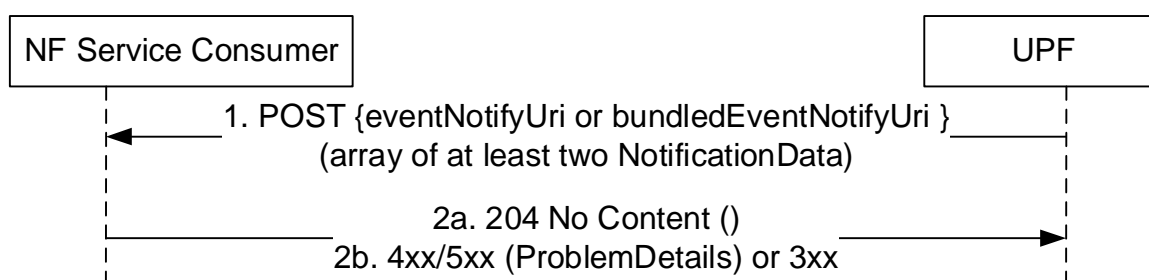 NF Service Consumer
UPF
1. POST {eventNotifyUri or bundledEventNotifyUri }
(array of at least two NotificationData)
2a. 204 No Content ()
2b. 4xx/5xx (ProblemDetails) or 3xx